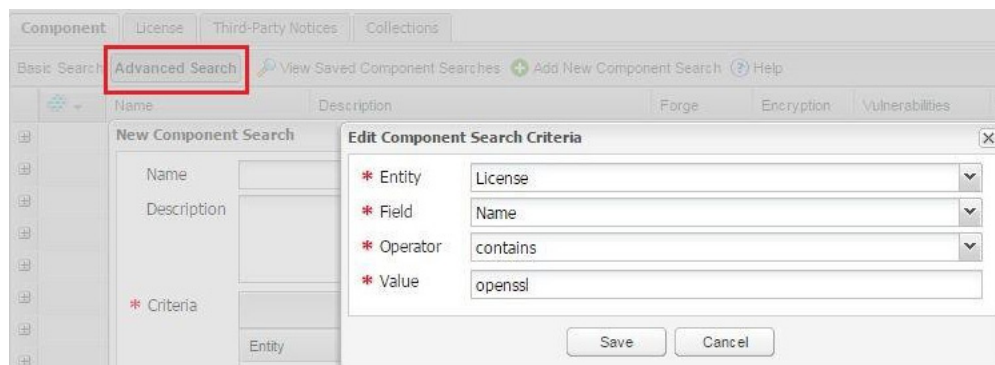 Component License Third-Party Notices Collections
Basic Search Advanced Search View Saved Component Searches Add New Component Search Help
Name Description Forge Encryption Vulnerabilities
New Component Search
Name
Description
* Criteria
Entity
Edit Component Search Criteria
* Entity License
* Field Name
* Operator contains
* Value openssl
Save Cancel